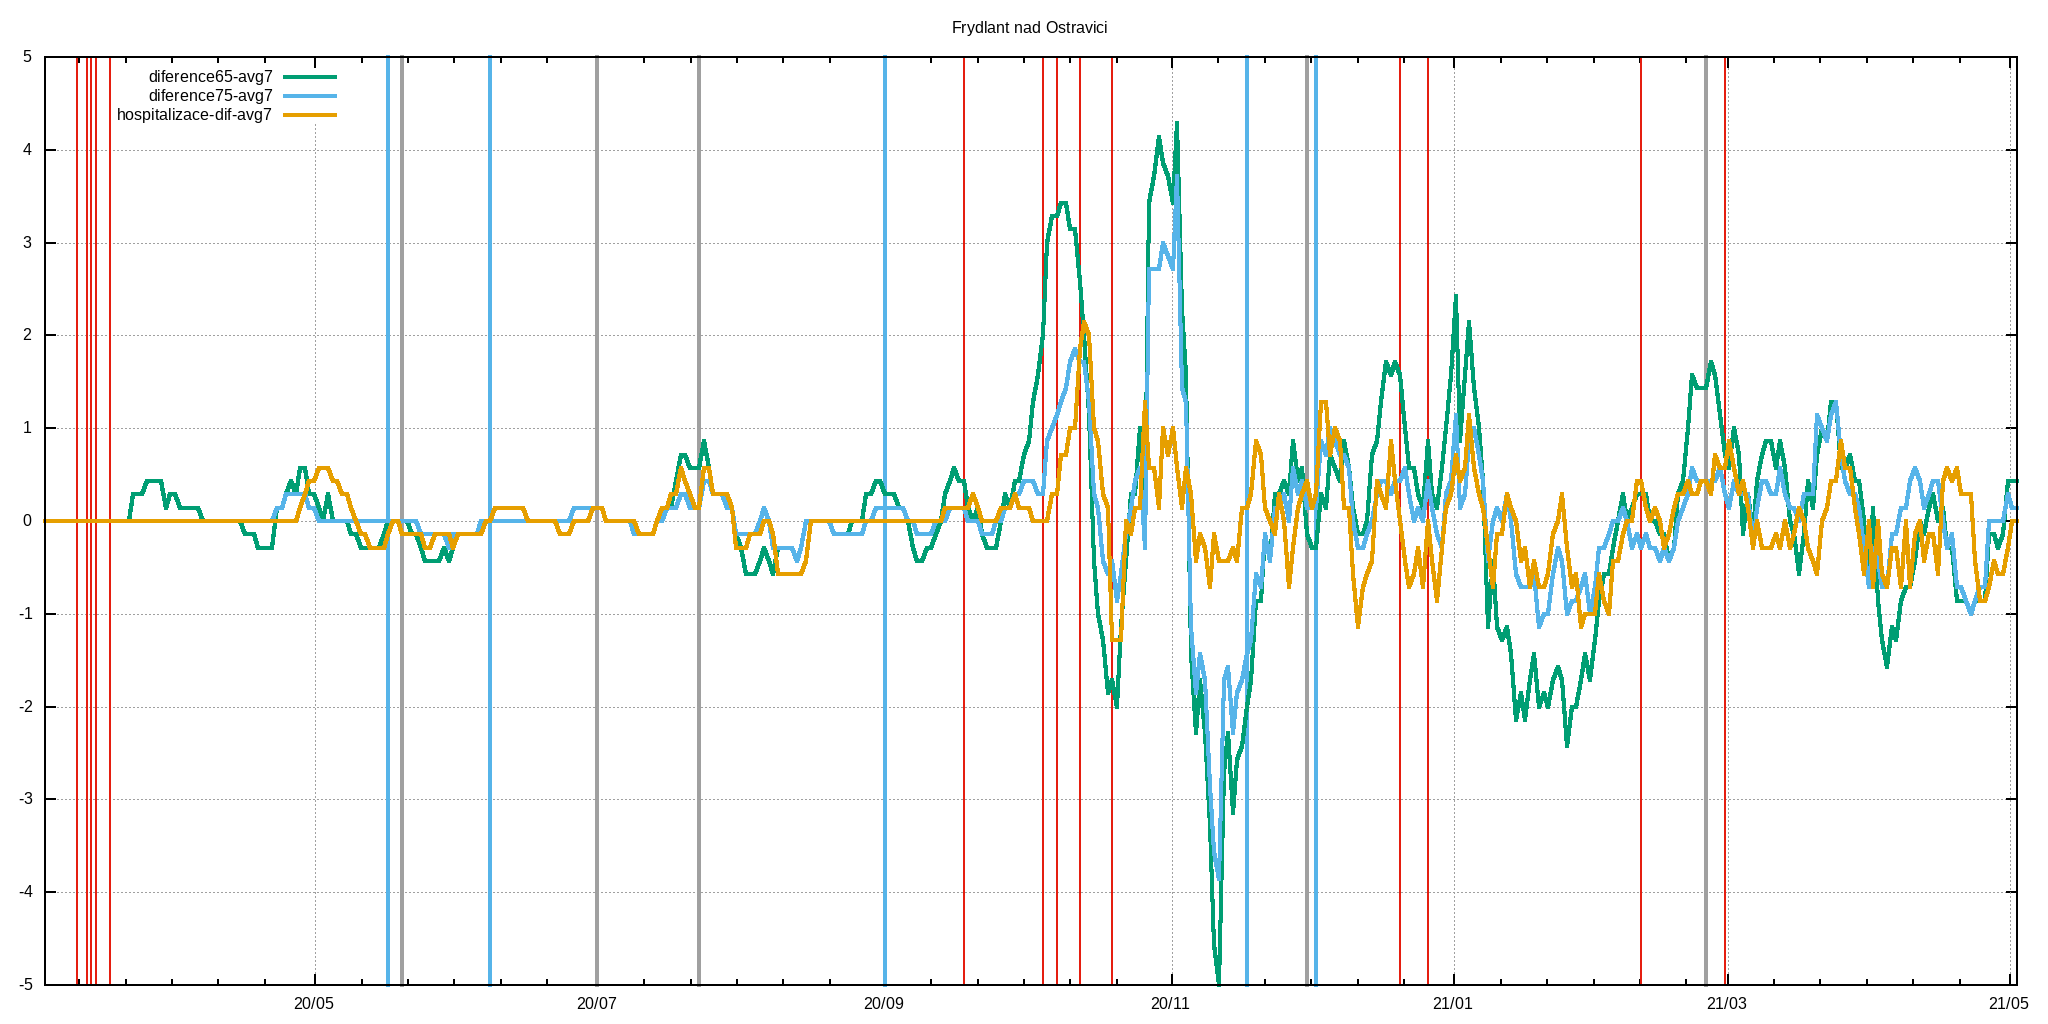 Frydlant nad Ostravici
diference65-avg7
diference75-avg7
hospitalizace-dif-avg7
5
4
3
2
1
0
-1
-2
-3
-4
-5
20/05 20/07 20/09 20/11 21/01 21/03 21/05